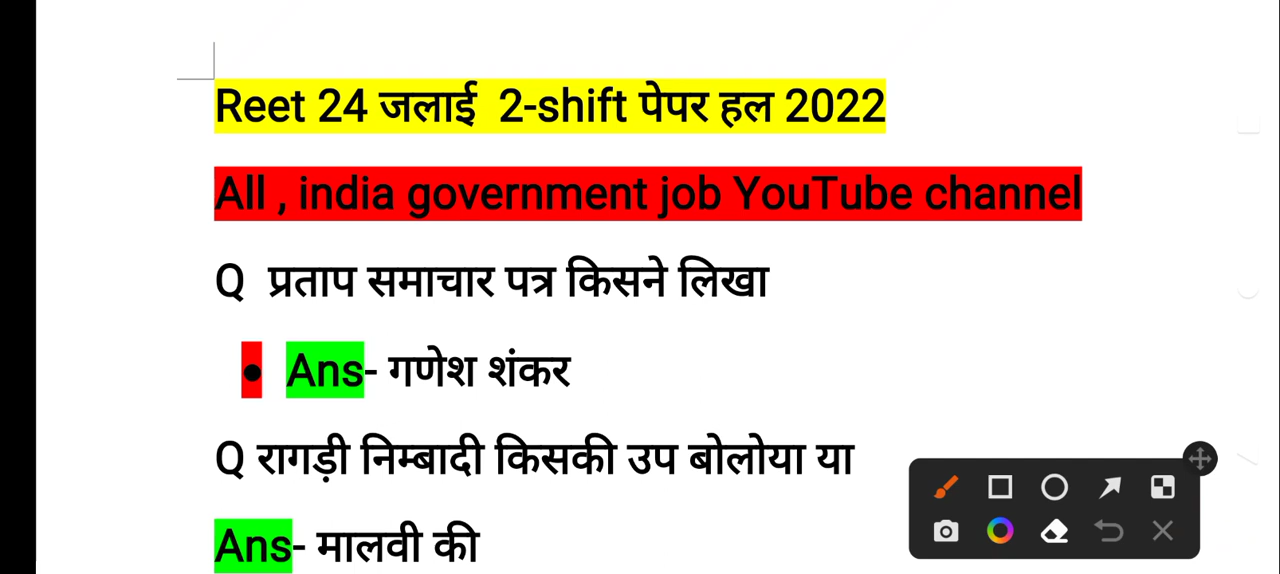 Reet 24 जलाई 2-shift पेपर हल 2022
All , india government job YouTube channel
Q प्रताप समाचार पत्र किसने लिखा
• Ans- गणेश शंकर
Q रागड़ी निम्बादी किसकी उप बोलोया या
Ans- मालवी की